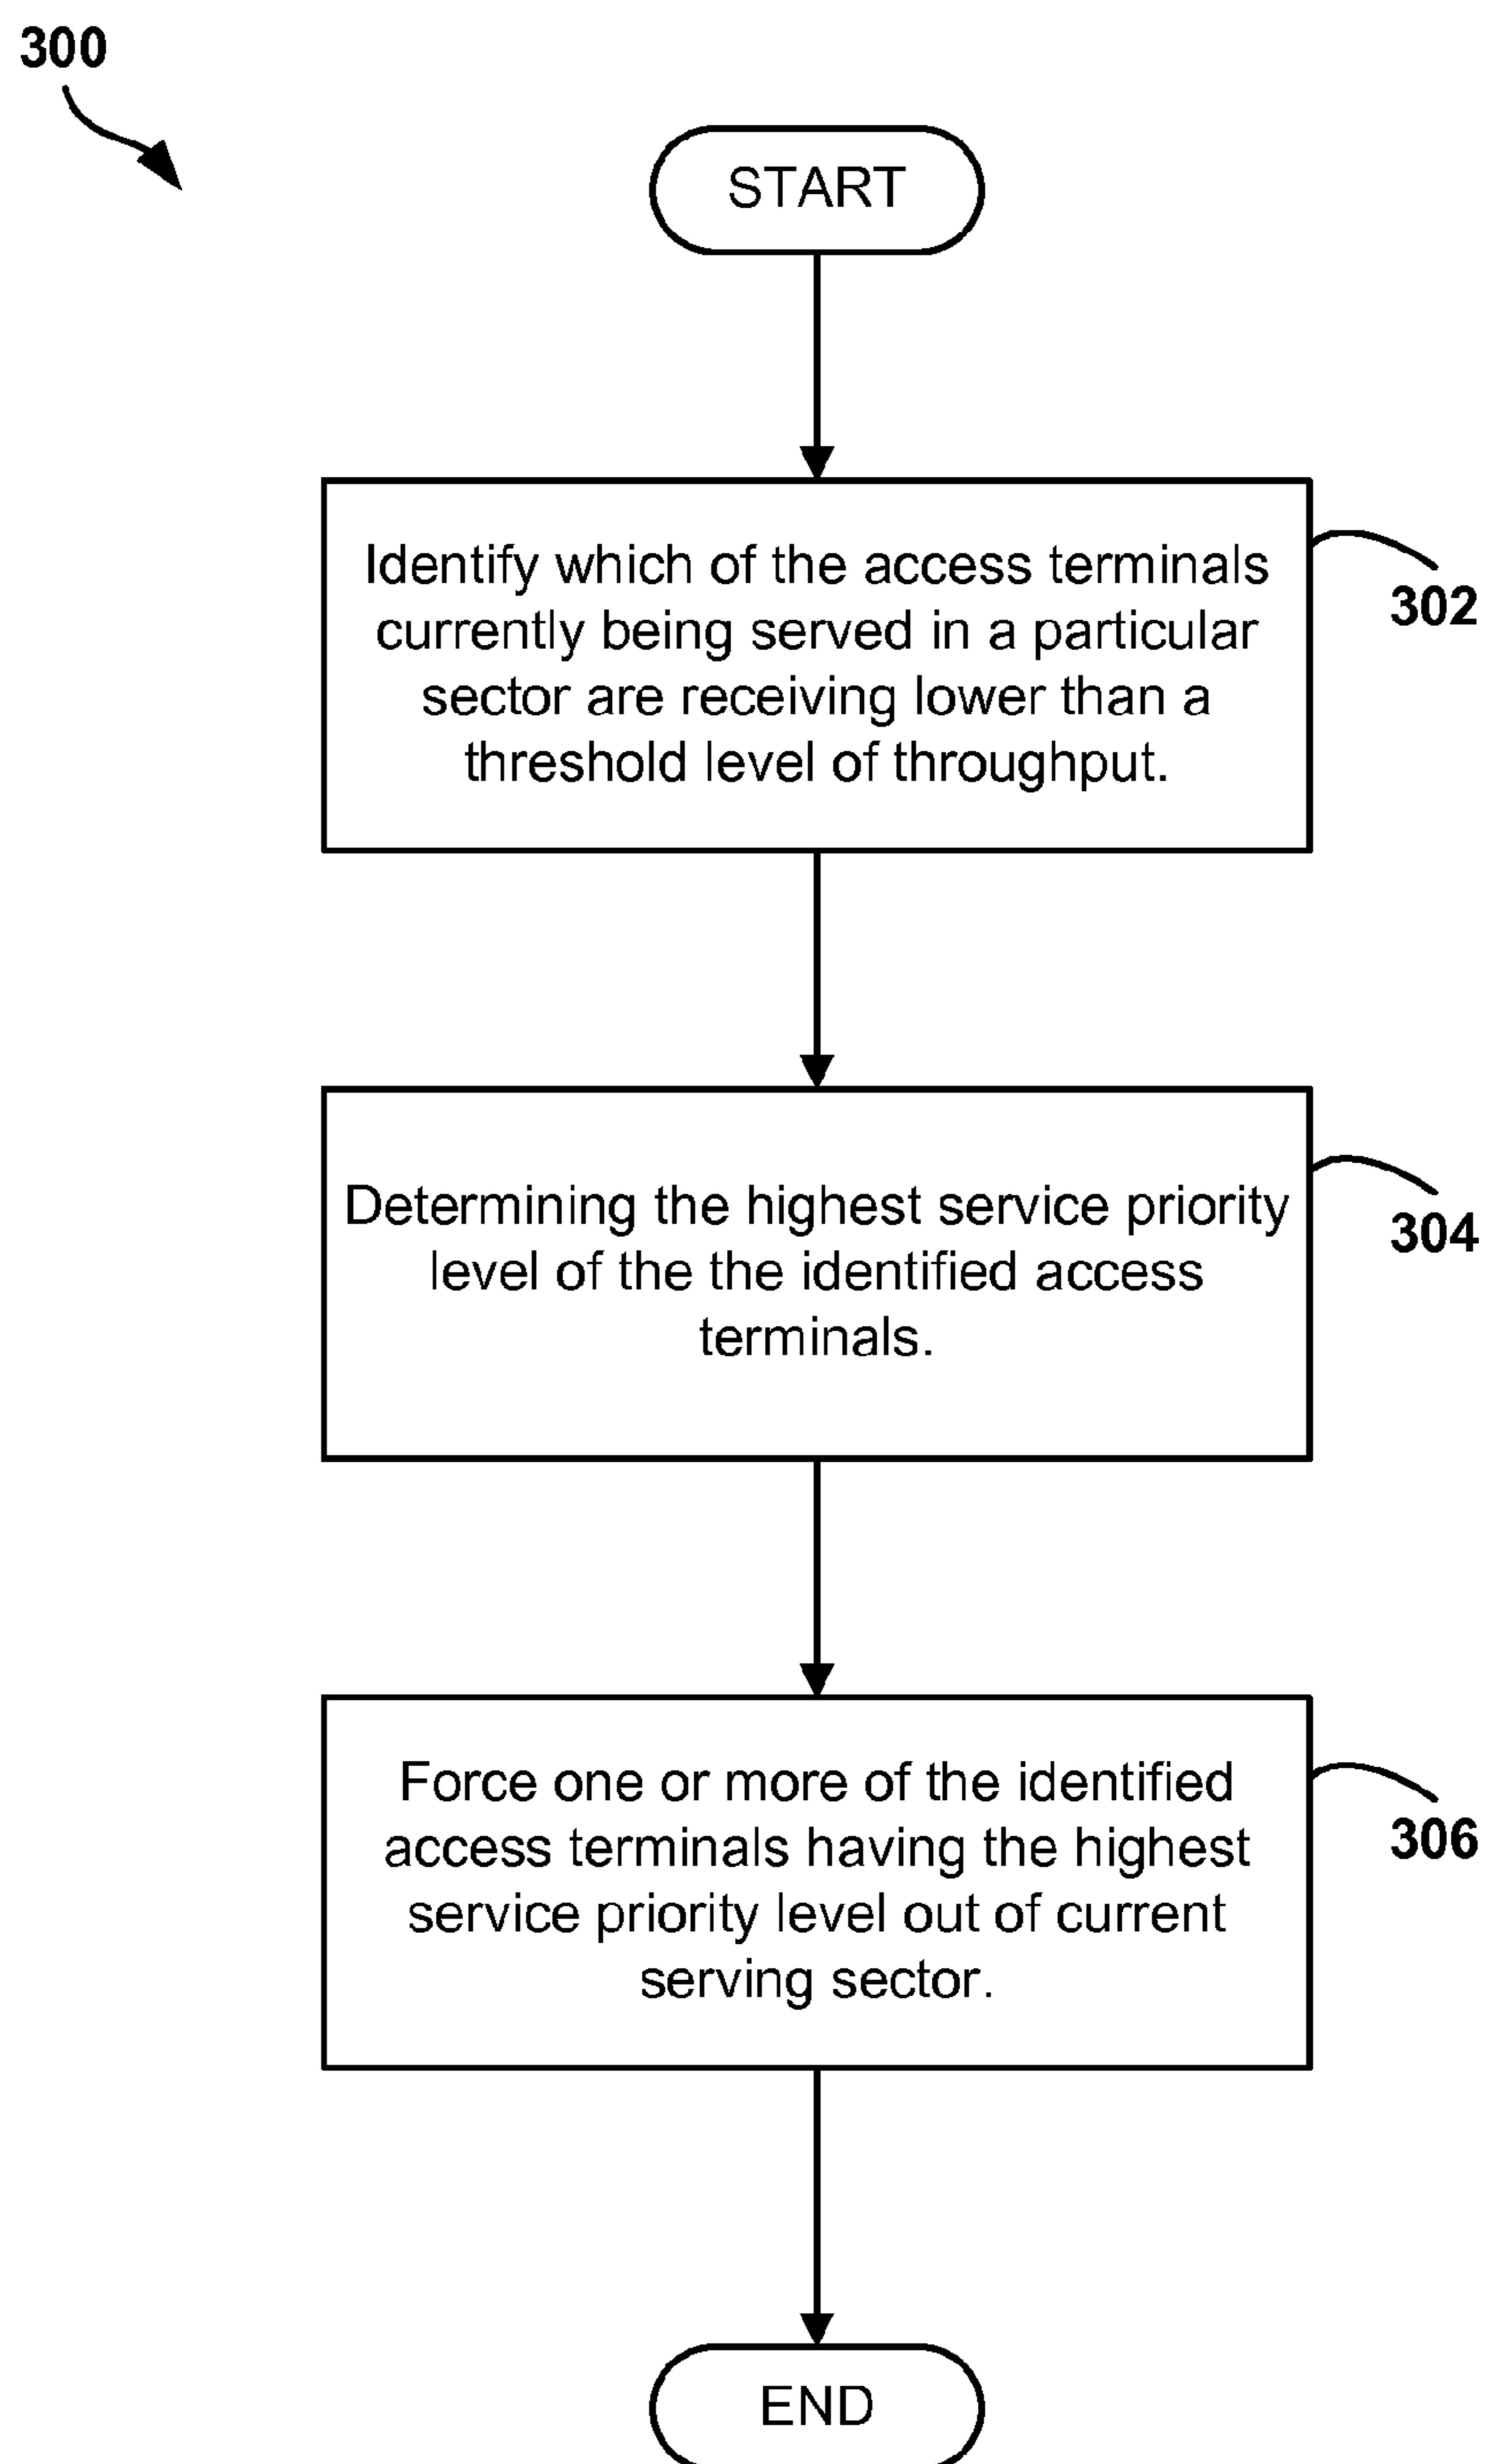 300
START
Identify which of the access terminals
currently being served in a particular
sector are receiving lower than a
threshold level of throughput.
302
Determining the highest service priority
level of the the identified access
terminals.
304
Force one or more of the identified
access terminals having the highest
service priority level out of current
serving sector.
306
END